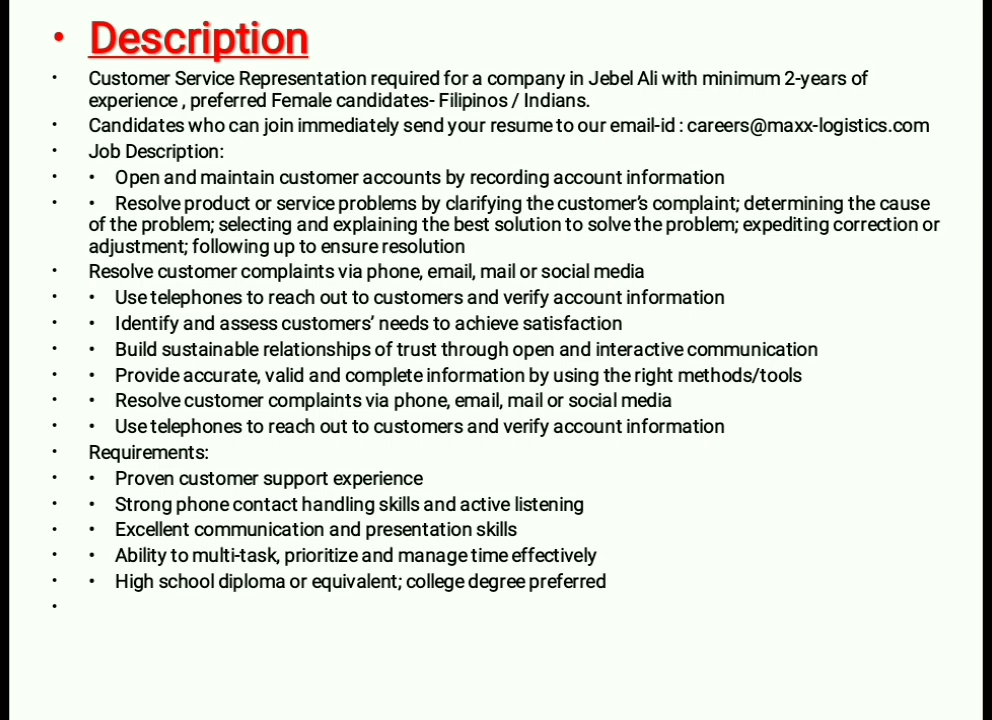 • Description
• Customer Service Representation required for a company in Jebel Ali with minimum 2-years of
experience , preferred Female candidates- Filipinos / Indians.
• Candidates who can join immediately send your resume to our email-id : careers@maxx-logistics.com
• Job Description:
• • Open and maintain customer accounts by recording account information
• • Resolve product or service problems by clarifying the customer’s complaint; determining the cause
of the problem; selecting and explaining the best solution to solve the problem; expediting correction or
adjustment; following up to ensure resolution
• Resolve customer complaints via phone, email, mail or social media
• • Use telephones to reach out to customers and verify account information
• • Identify and assess customers’ needs to achieve satisfaction
• • Build sustainable relationships of trust through open and interactive communication
• • Provide accurate, valid and complete information by using the right methods/tools
• • Resolve customer complaints via phone, email, mail or social media
• • Use telephones to reach out to customers and verify account information
• Requirements:
• • Proven customer support experience
• • Strong phone contact handling skills and active listening
• • Excellent communication and presentation skills
• • Ability to multi-task, prioritize and manage time effectively
• • High school diploma or equivalent; college degree preferred
•